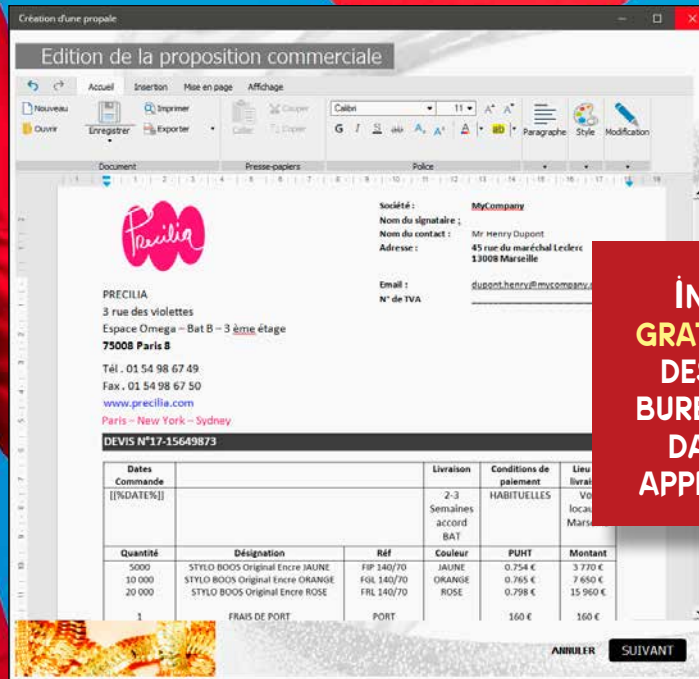 Création d'une propale
Edition de la proposition commerciale
Accueil Insertion Mise en page Affichage
Nouveau
Ouvrir
Enregistrer
Imprimer
Exporter
Coller
Couper
Copier
Calibri 11
Paragraphe Style Modification
Document Presse-papiers Police
Precilia
Société : MyCompany
Nom du signataire ;
Nom du contact : Mr Henry Dupont
Adresse : 45 rue du maréchal Leclerc
13008 Marseille
Email : dupont.henry@mycompany.
N° de TVA
PRECILIA
3 rue des violettes
Espace Omega – Bat B – 3 ème étage
75008 Paris 8
Tél . 01 54 98 67 49
Fax . 01 54 98 67 50
www.precilia.com
Paris – New York – Sydney
DEVIS N°17-15649873
Dates Commande Livraison Conditions de paiement Lieu
[[%DATE%]] 2-3 Semaines accord BAT HABITUELLES
Quantité Désignation Réf Couleur PUHT Montant
5000 STYLO BOOS Original Encre JAUNE FIP 140/70 JAUNE 0.754 € 3 770 €
10 000 STYLO BOOS Original Encre ORANGE FGL 140/70 ORANGE 0.765 € 7 650 €
20 000 STYLO BOOS Original Encre ROSE FRL 140/70 ROSE 0.798 € 15 960 €
1 FRAIS DE PORT PORT 160 € 160 €
IN
GRAT
DES
BURE
DA
APPL
ANNULER SUIVANT